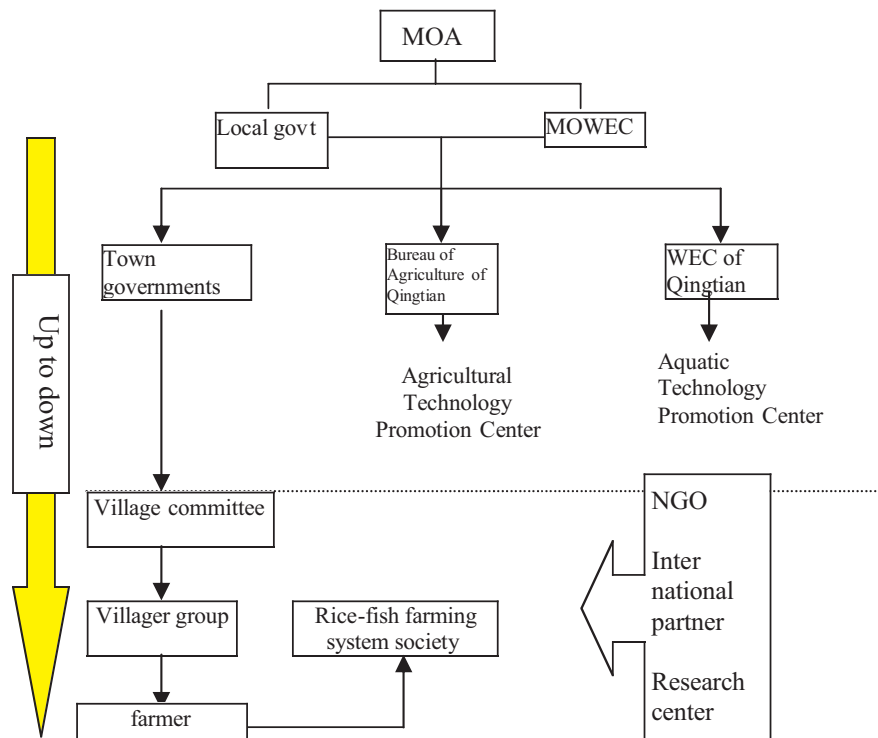 MOA
Local govt
MOWEC
Town
governments
Bureau of
Agriculture of
Qingtian
WEC of
Qingtian
Up to down
Agricultural
Technology
Promotion Center
Aquatic
Technology
Promotion Center
Village committee
NGO
Inter
national
partner
Research
center
Villager group
Rice-fish farming
system society
farmer